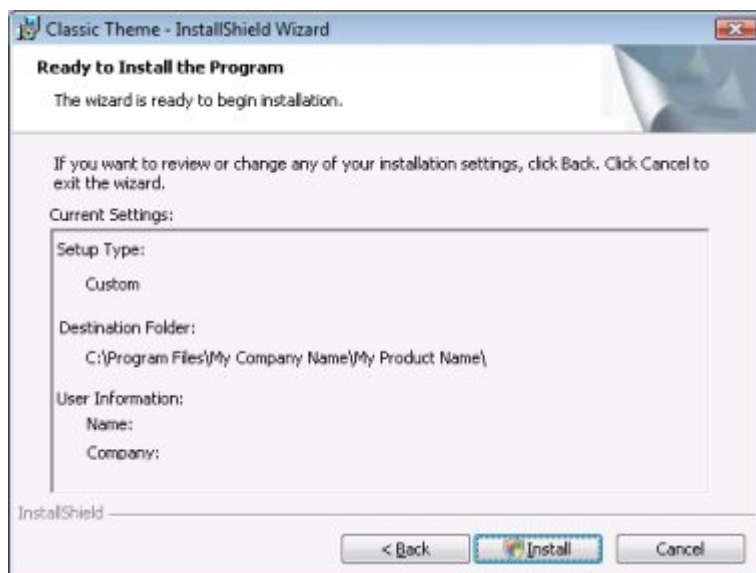 Classic Theme - InstallShield Wizard
Ready to Install the Program
The wizard is ready to begin installation.
If you want to review or change any of your installation settings, click Back. Click Cancel to
exit the wizard.
Current Settings:
Setup Type:
Custom
Destination Folder:
C:\Program Files\My Company Name\My Product Name\
User Information:
Name:
Company:
InstallShield
< Back Install Cancel